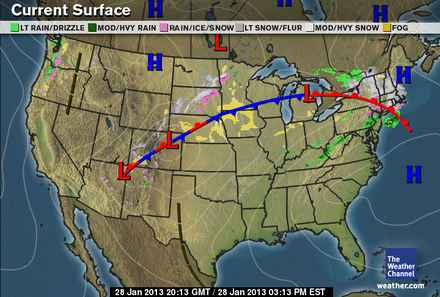 Current Surface
LT RAIN/DRIZZLE MOD/HVY RAIN RAIN/ICE/SNOW LT SNOW/FLUR MOD/HVY SNOW FOG
H H H
L
H H
L
L
L
H
The
Weather
Channel
weather.com
28 Jan 2013 20:13 GMT / 28 Jan 2013 03:13 PM EST